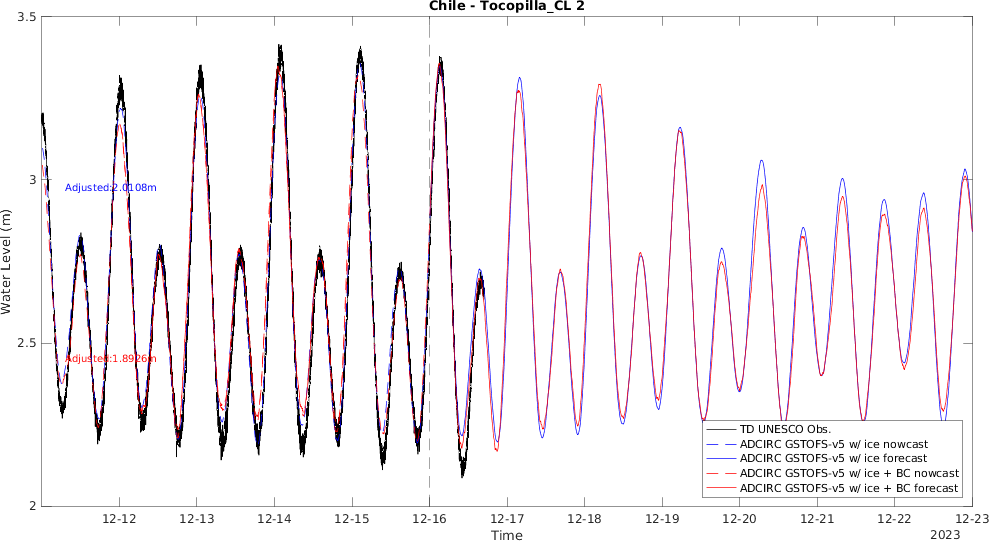 Chile - Tocopilla_CL 2
Water Level (m)
3.5
3
2.5
2
Adjusted:2.0108m
Adjusted:1.8926m
TD UNESCO Obs.
ADCIRC GSTOFS-v5 w/ ice nowcast
ADCIRC GSTOFS-v5 w/ ice forecast
ADCIRC GSTOFS-v5 w/ ice + BC nowcast
ADCIRC GSTOFS-v5 w/ ice + BC forecast
12-12 12-13 12-14 12-15 12-16 12-17 12-18 12-19 12-20 12-21 12-22 12-23
Time
2023